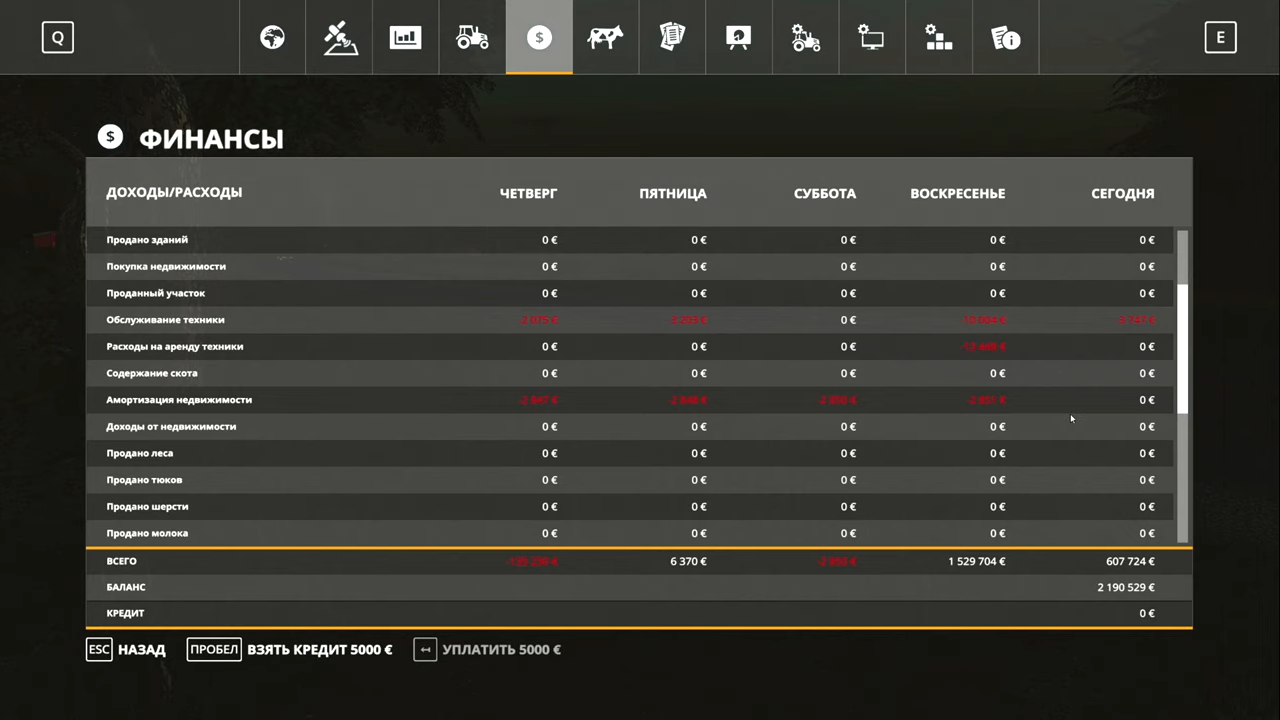 Q
$
E
$ ФИНАНСЫ
ДОХОДЫ/РАСХОДЫ ЧЕТВЕРГ ПЯТНИЦА СУББОТА ВОСКРЕСЕНЬЕ СЕГОДНЯ
Продано зданий 0 € 0 € 0 € 0 € 0 €
Покупка недвижимости 0 € 0 € 0 € 0 € 0 €
Проданный участок 0 € 0 € 0 € 0 € 0 €
Обслуживание техники 0 €
Расходы на аренду техники 0 € 0 € 0 € 0 €
Содержание скота 0 € 0 € 0 € 0 € 0 €
Амортизация недвижимости 0 €
Доходы от недвижимости 0 € 0 € 0 € 0 € 0 €
Продано леса 0 € 0 € 0 € 0 € 0 €
Продано тюков 0 € 0 € 0 € 0 € 0 €
Продано шерсти 0 € 0 € 0 € 0 € 0 €
Продано молока 0 € 0 € 0 € 0 € 0 €
ВСЕГО 6 370 € 1 529 704 € 607 724 €
БАЛАНС 2 190 529 €
КРЕДИТ 0 €
ESC НАЗАД ПРОБЕЛ ВЗЯТЬ КРЕДИТ 5000 € УПЛАТИТЬ 5000 €